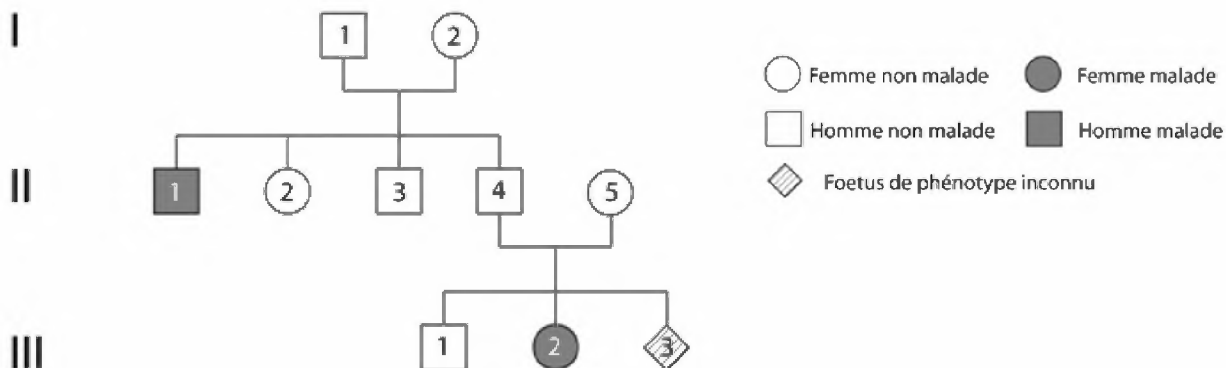 I
1 2
Femme non malade Femme malade
Homme non malade Homme malade
II
1 2 3 4 5
Foetus de phénotype inconnu
III
1 2 3